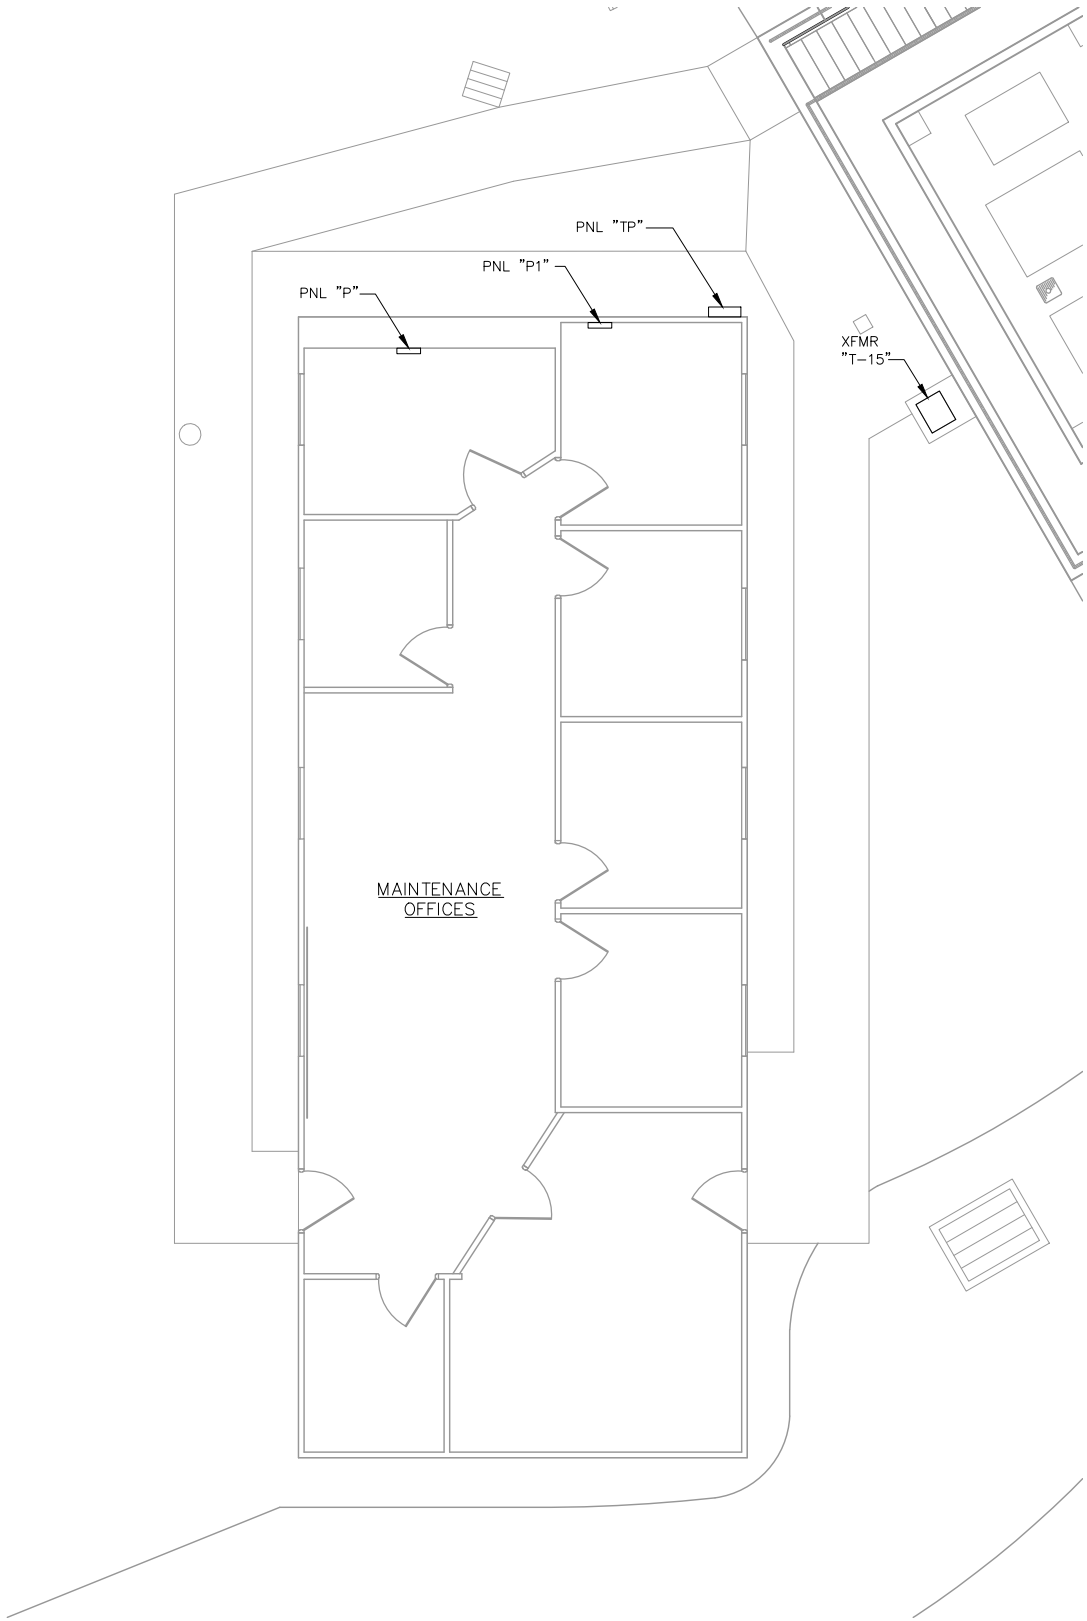 PNL "TP"
PNL "P1"
PNL "P"
XFMR
"T-15"
MAINTENANCE
OFFICES